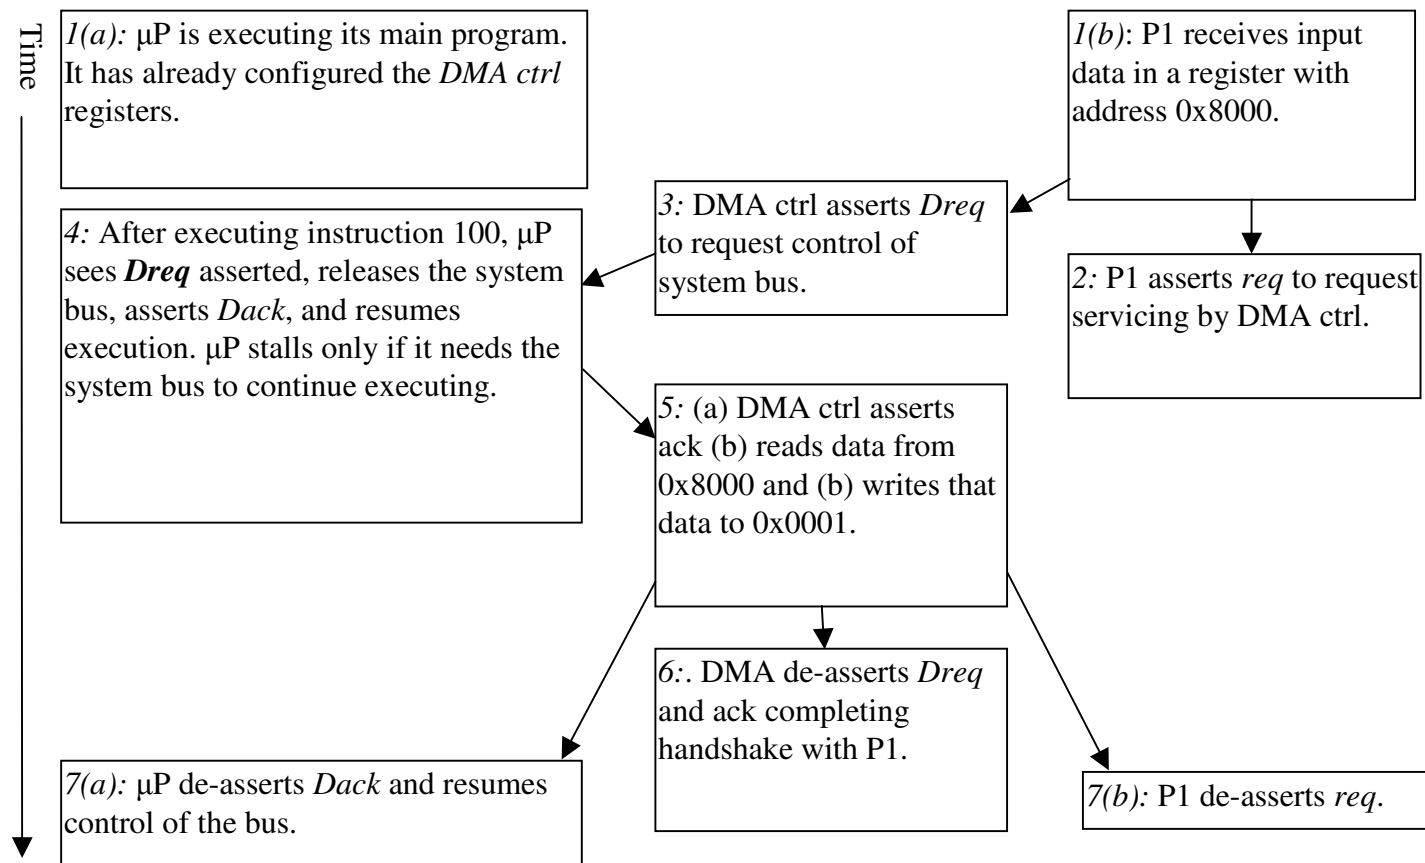 Time
1(a): μP is executing its main program.
It has already configured the DMA ctrl
registers.
1(b): P1 receives input
data in a register with
address 0x8000.
2: P1 asserts req to request
servicing by DMA ctrl.
3: DMA ctrl asserts Dreq
to request control of
system bus.
4: After executing instruction 100, μP
sees Dreq asserted, releases the system
bus, asserts Dack, and resumes
execution. μP stalls only if it needs the
system bus to continue executing.
5: (a) DMA ctrl asserts
ack (b) reads data from
0x8000 and (b) writes that
data to 0x0001.
6:. DMA de-asserts Dreq
and ack completing
handshake with P1.
7(a): μP de-asserts Dack and resumes
control of the bus.
7(b): P1 de-asserts req.